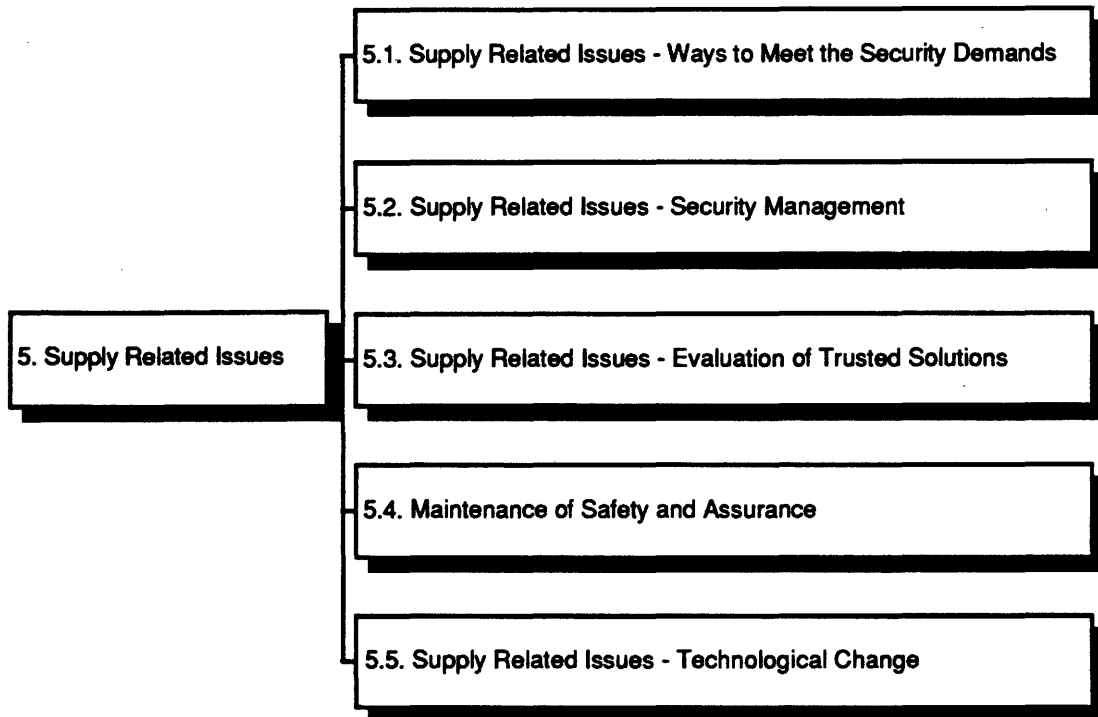 5.1. Supply Related Issues - Ways to Meet the Security Demands
5.2. Supply Related Issues - Security Management
5. Supply Related Issues
5.3. Supply Related Issues - Evaluation of Trusted Solutions
5.4. Maintenance of Safety and Assurance
5.5. Supply Related Issues - Technological Change